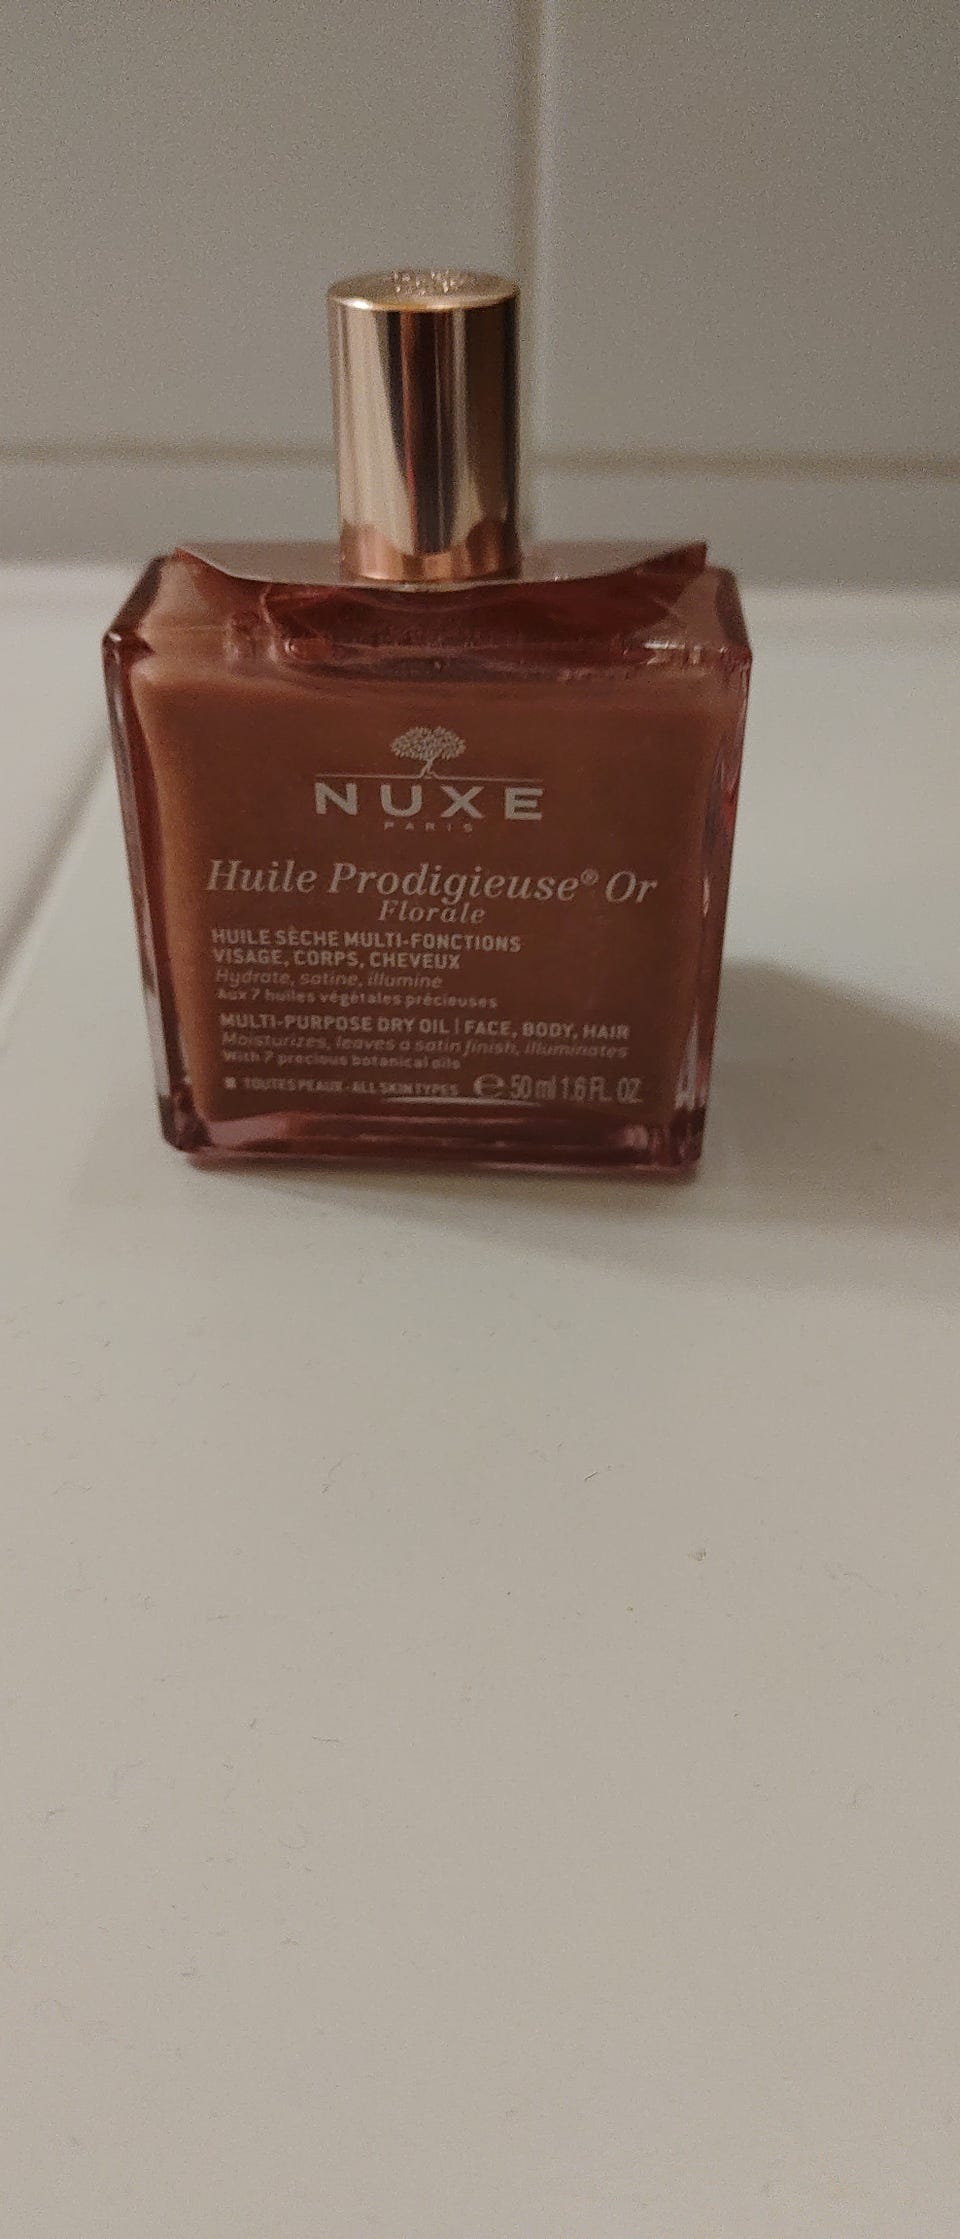 NUXE
PARIS
Huile Prodigieuse® Or
Florale
HUILE SÈCHE MULTI-FONCTIONS
VISAGE, CORPS, CHEVEUX
Hydrate, satine, illumine
Aux 7 huiles végétales précieuses
MULTI-PURPOSE DRY OIL | FACE, BODY, HAIR
Moisturizes, leaves a satin finish, illuminates
With 7 precious botanical oils
TOUTES PEAUX - ALL SKIN TYPES ℮ 50 ml 1.6 FL. OZ.